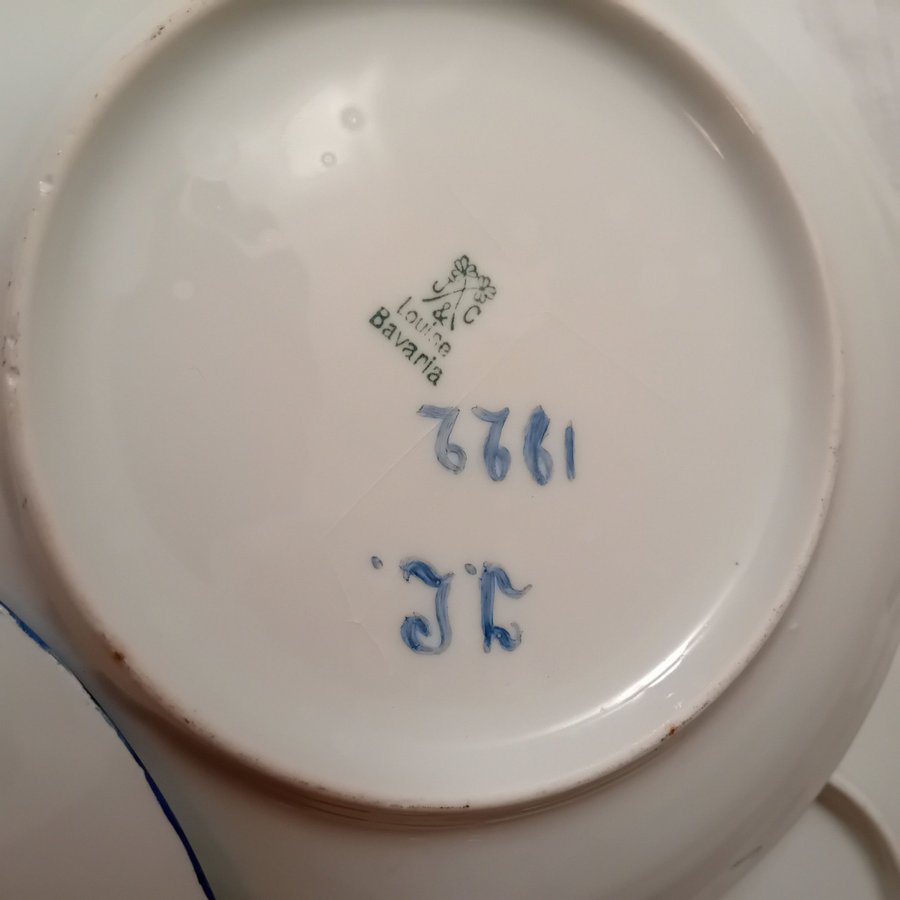 J & C
Louise
Bavaria
1922